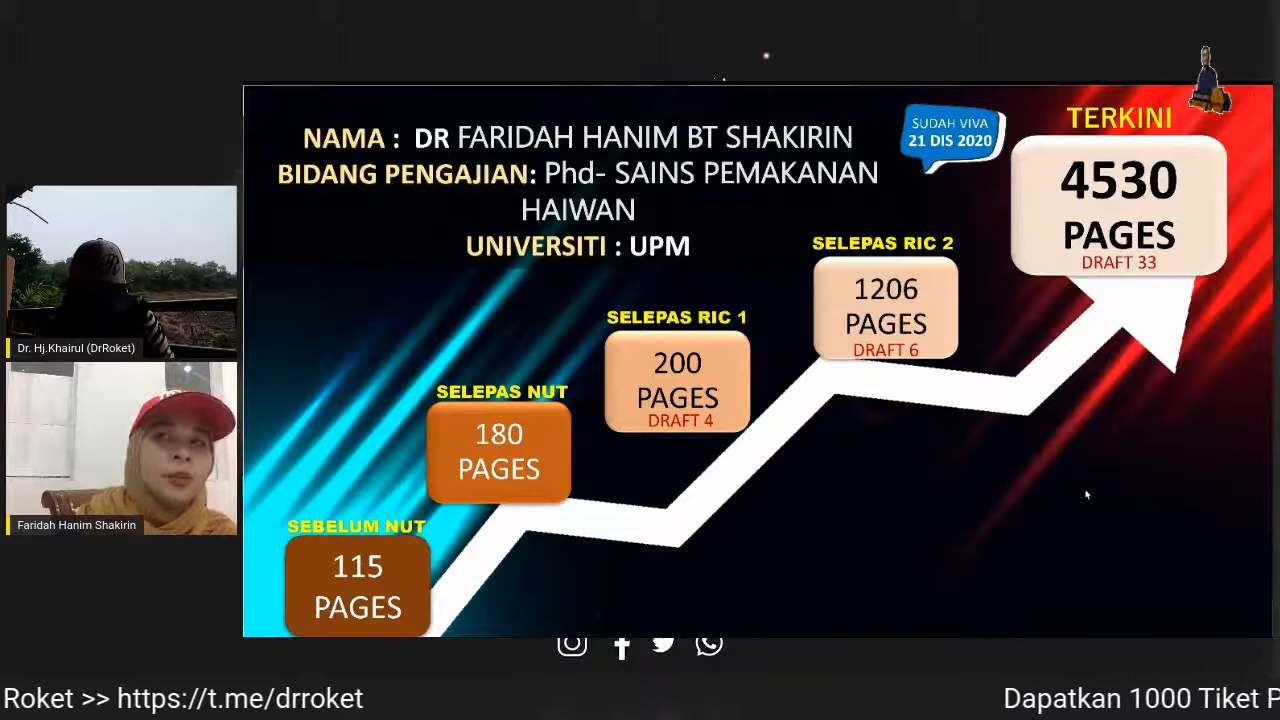 NAMA : DR FARIDAH HANIM BT SHAKIRIN
BIDANG PENGAJIAN: Phd- SAINS PEMAKANAN
HAIWAN
UNIVERSITI : UPM
SUDAH VIVA
21 DIS 2020
TERKINI
4530
PAGES
DRAFT 33
SELEPAS RIC 2
1206
PAGES
DRAFT 6
SELEPAS RIC 1
200
PAGES
DRAFT 4
SELEPAS NUT
180
PAGES
SEBELUM NUT
115
PAGES
Dr. Hj.Khairul (DrRoket)
Faridah Hanim Shakirin
Roket >> https://t.me/drroket
Dapatkan 1000 Tiket